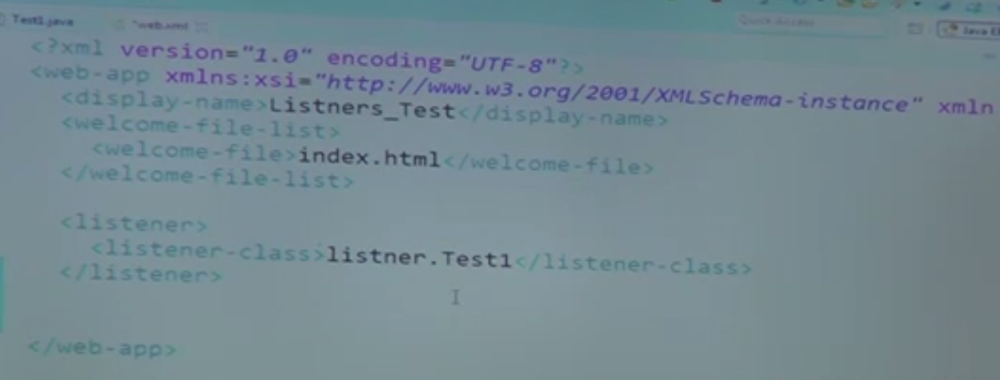 Test1.java
*web.xml
Quick Access
Java E
<?xml version="1.0" encoding="UTF-8"?>
<web-app xmlns:xsi="http://www.w3.org/2001/XMLSchema-instance" xmln
<display-name>Listners_Test</display-name>
<welcome-file-list>
<welcome-file>index.html</welcome-file>
</welcome-file-list>
<listener>
<listener-class>listner.Test1</listener-class>
</listener>
</web-app>